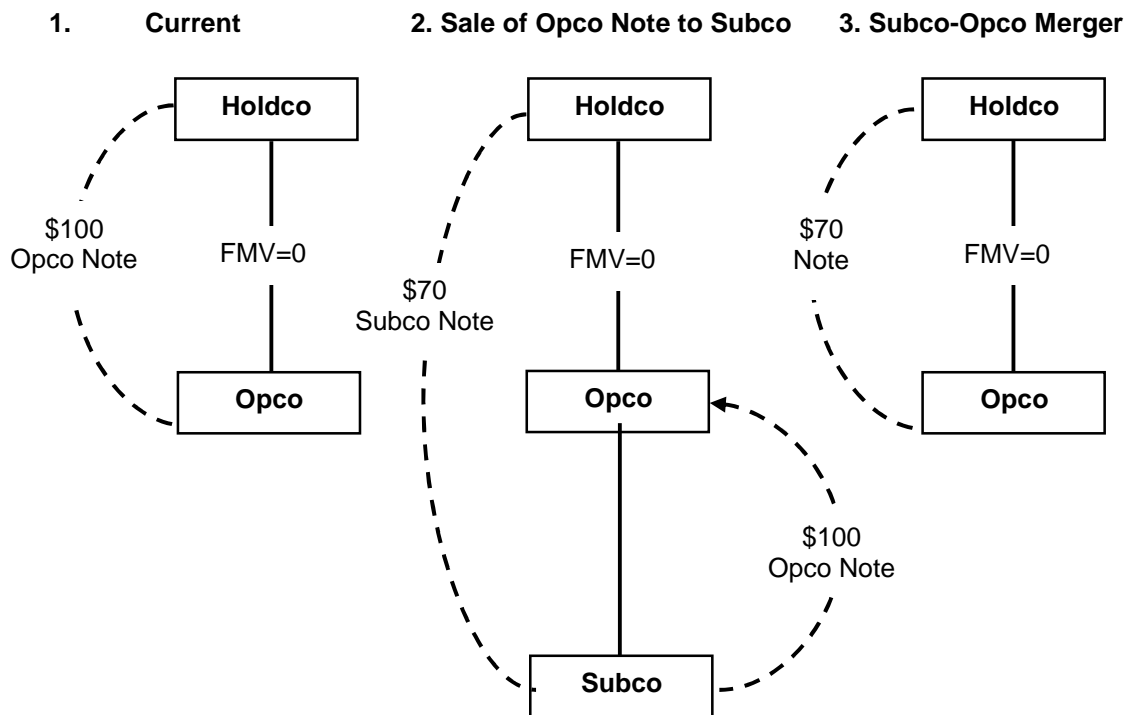 1. Current
Holdco
$100
Opco Note
FMV=0
Opco
2. Sale of Opco Note to Subco
Holdco
FMV=0
$70
Subco Note
Opco
$100
Opco Note
Subco
3. Subco-Opco Merger
Holdco
$70
Note
FMV=0
Opco